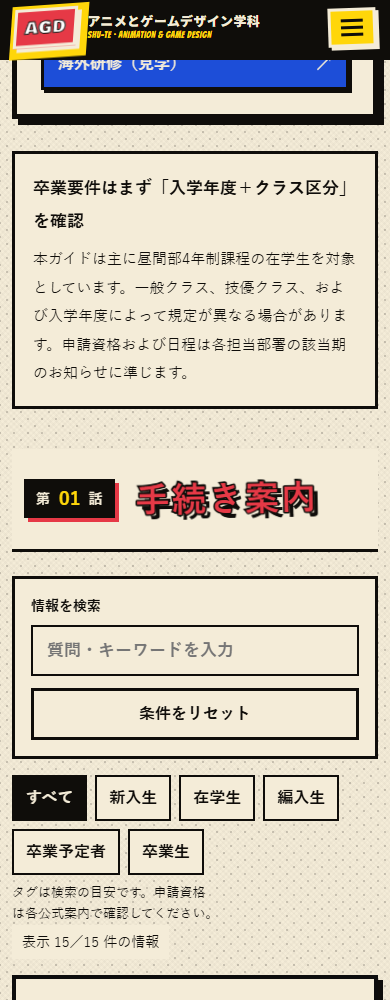 AGD
アニメとゲームデザイン学科
SHU-TE・ANIMATION & GAME DESIGN
海外研修（見学）
↗
卒業要件はまず「入学年度＋クラス区分」
を確認
本ガイドは主に昼間部4年制課程の在学生を対象
としています。一般クラス、技優クラス、およ
び入学年度によって規定が異なる場合がありま
す。申請資格および日程は各担当部署の該当期
のお知らせに準じます。
第 01 話
手続き案内
情報を検索
質問・キーワードを入力
条件をリセット
すべて 新入生 在学生 編入生
卒業予定者 卒業生
タグは検索の目安です。申請資格
は各公式案内で確認してください。
表示 15／15 件の情報